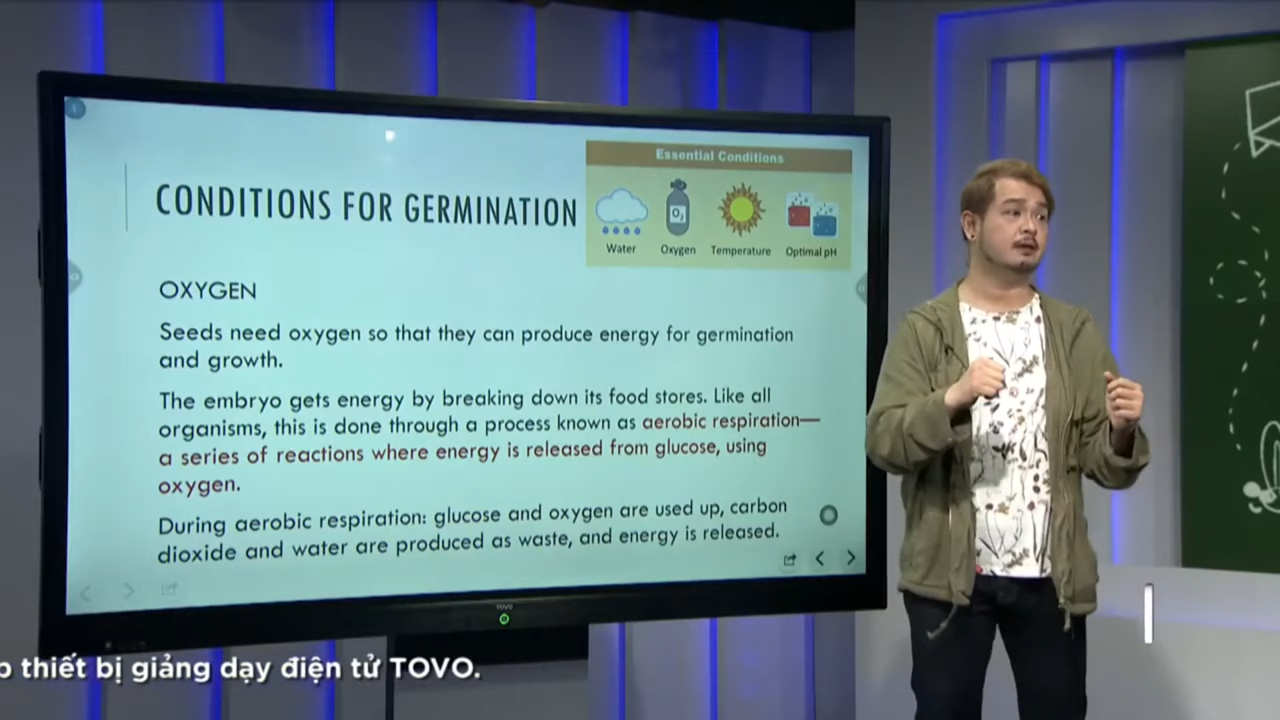 Essential Conditions
CONDITIONS FOR GERMINATION
O₂
Water Oxygen Temperature Optimal pH
OXYGEN
Seeds need oxygen so that they can produce energy for germination
and growth.
The embryo gets energy by breaking down its food stores. Like all
organisms, this is done through a process known as aerobic respiration—
a series of reactions where energy is released from glucose, using
oxygen.
During aerobic respiration: glucose and oxygen are used up, carbon
dioxide and water are produced as waste, and energy is released.
TOVO
thiết bị giảng dạy điện tử TOVO.